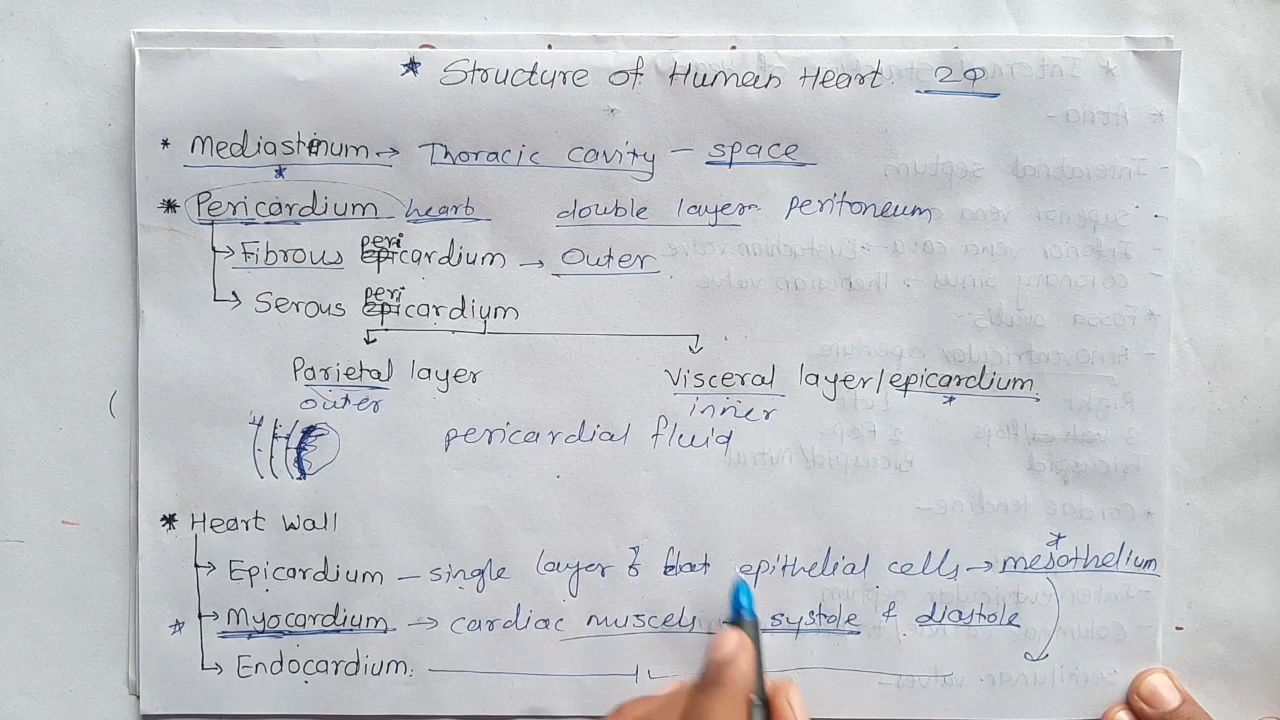 * Structure of Human Heart. 2Q
* Mediastinum → Thoracic cavity - space
*
* Pericardium heart double layer- peritoneum
→ Fibrous pericardium → Outer
→ Serous pericardium
Parietal layer Visceral layer/epicardium
outer inner *
pericardial fluid
* Heart wall
→ Epicardium - single layer of flat epithelial cells → mesothelium
* → Myocardium → cardiac muscels systole & diastole
→ Endocardium